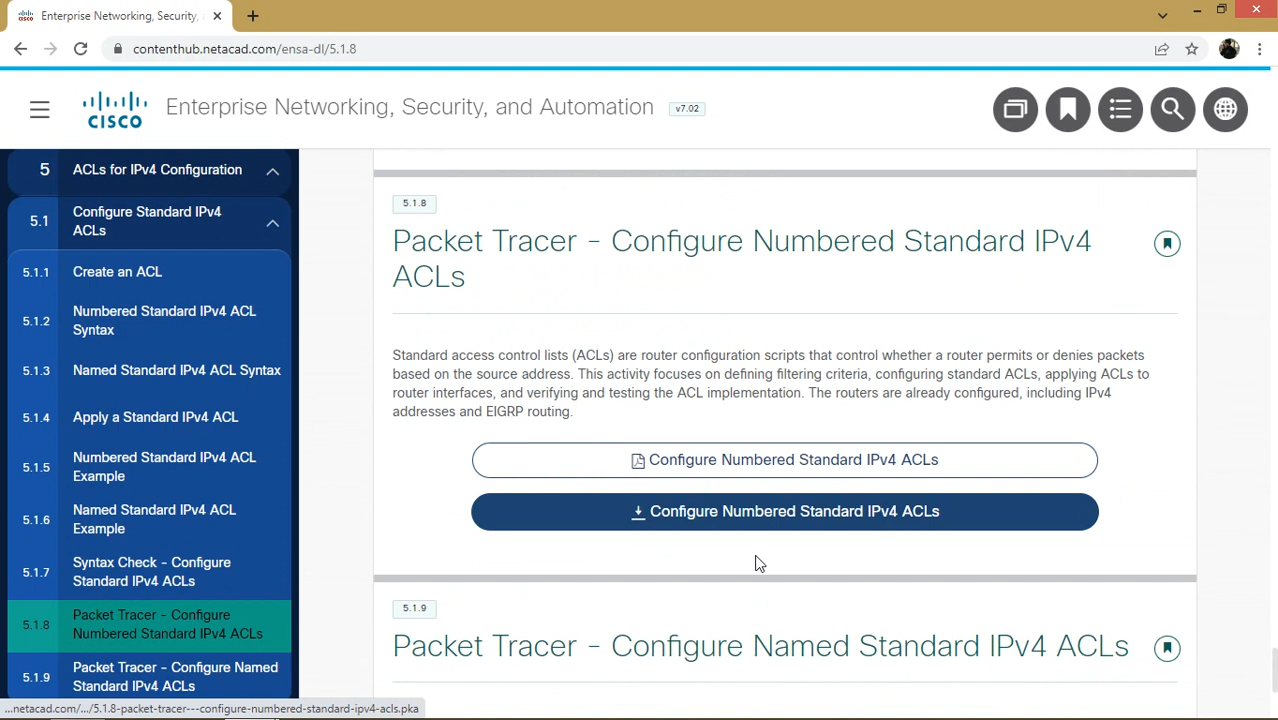 Enterprise Networking, Security,
contenthub.netacad.com/ensa-dl/5.1.8
CISCO
Enterprise Networking, Security, and Automation
v7.02
5 ACLs for IPv4 Configuration
5.1 Configure Standard IPv4
ACLs
5.1.1 Create an ACL
5.1.2 Numbered Standard IPv4 ACL
Syntax
5.1.3 Named Standard IPv4 ACL Syntax
5.1.4 Apply a Standard IPv4 ACL
5.1.5 Numbered Standard IPv4 ACL
Example
5.1.6 Named Standard IPv4 ACL
Example
5.1.7 Syntax Check - Configure
Standard IPv4 ACLs
5.1.8 Packet Tracer - Configure
Numbered Standard IPv4 ACLs
5.1.9 Packet Tracer - Configure Named
Standard IPv4 ACLs
5.1.8
Packet Tracer - Configure Numbered Standard IPv4
ACLs
Standard access control lists (ACLs) are router configuration scripts that control whether a router permits or denies packets
based on the source address. This activity focuses on defining filtering criteria, configuring standard ACLs, applying ACLs to
router interfaces, and verifying and testing the ACL implementation. The routers are already configured, including IPv4
addresses and EIGRP routing.
Configure Numbered Standard IPv4 ACLs
Configure Numbered Standard IPv4 ACLs
5.1.9
Packet Tracer - Configure Named Standard IPv4 ACLs
...netacad.com/.../5.1.8-packet-tracer---configure-numbered-standard-ipv4-acls.pka